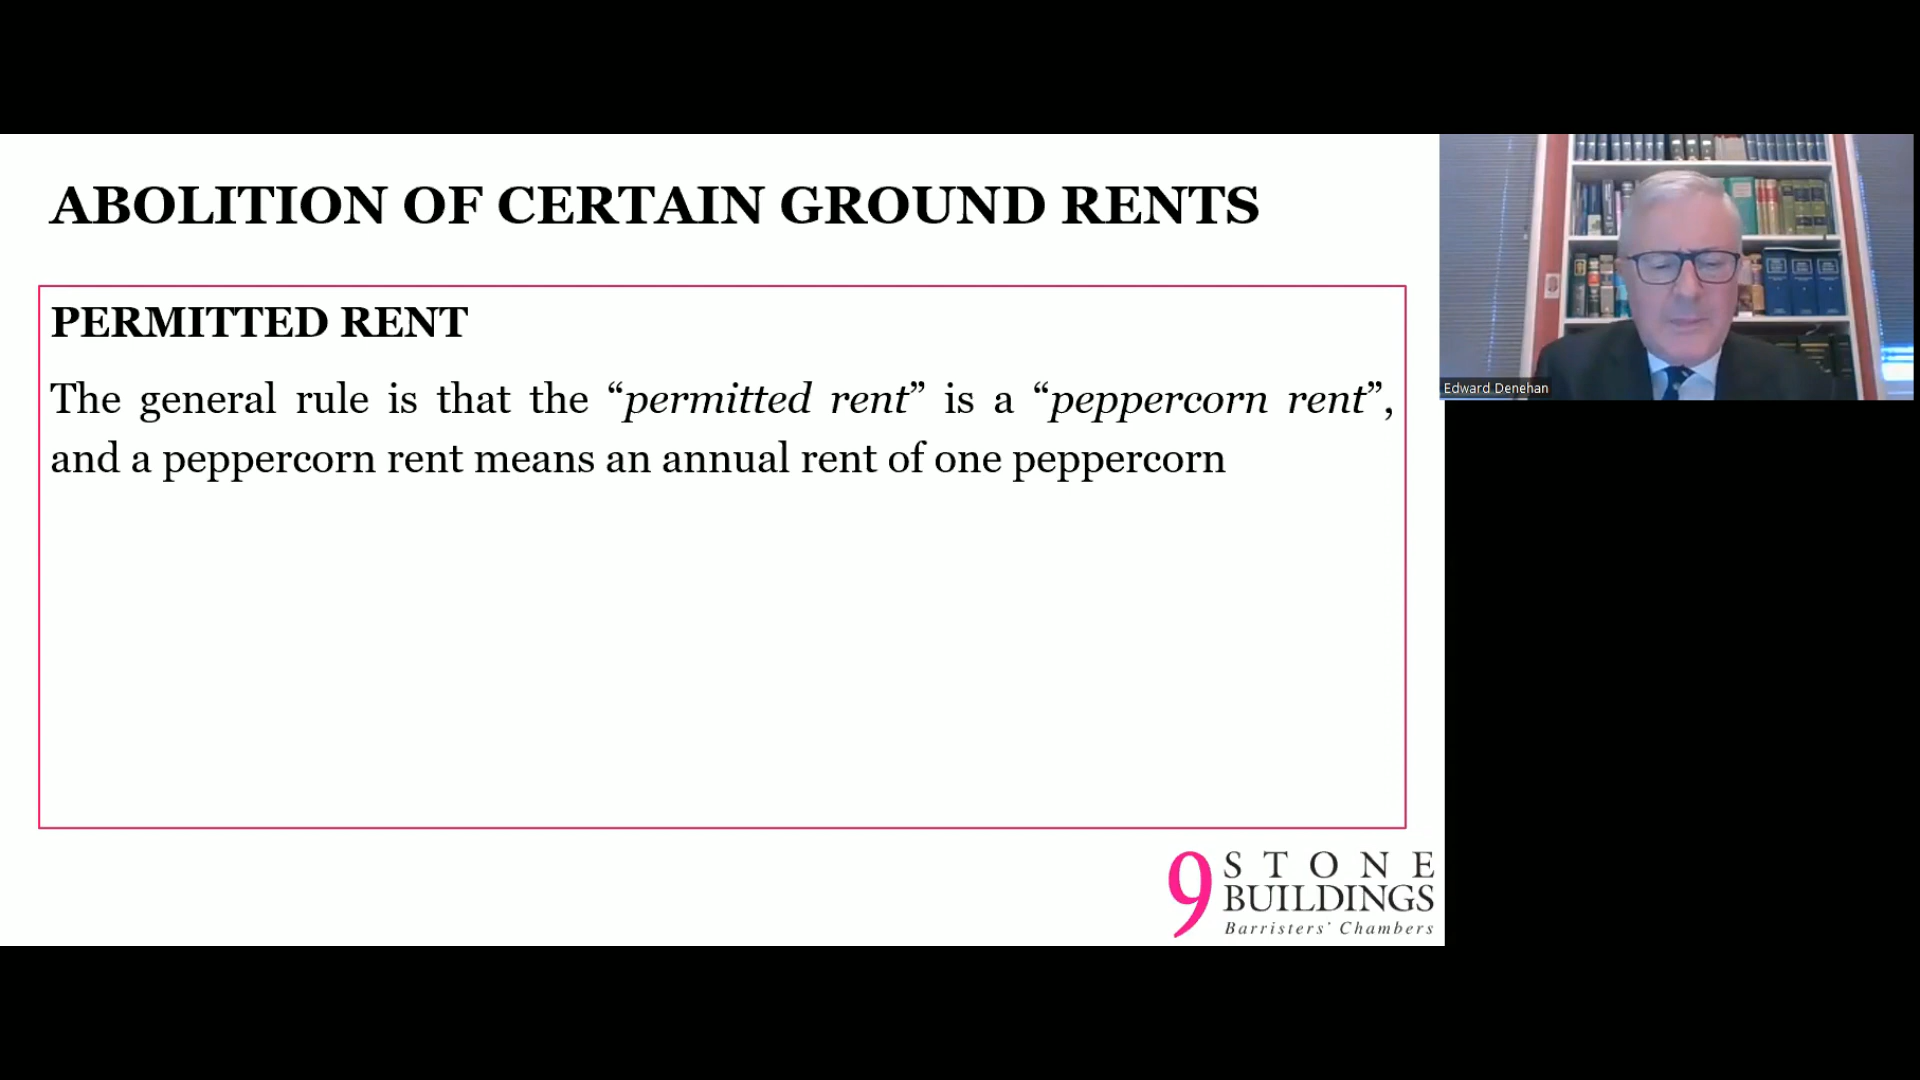 ABOLITION OF CERTAIN GROUND RENTS
PERMITTED RENT
The general rule is that the “permitted rent” is a “peppercorn rent”,
and a peppercorn rent means an annual rent of one peppercorn
Edward Denehan
9 STONE
BUILDINGS
Barristers' Chambers